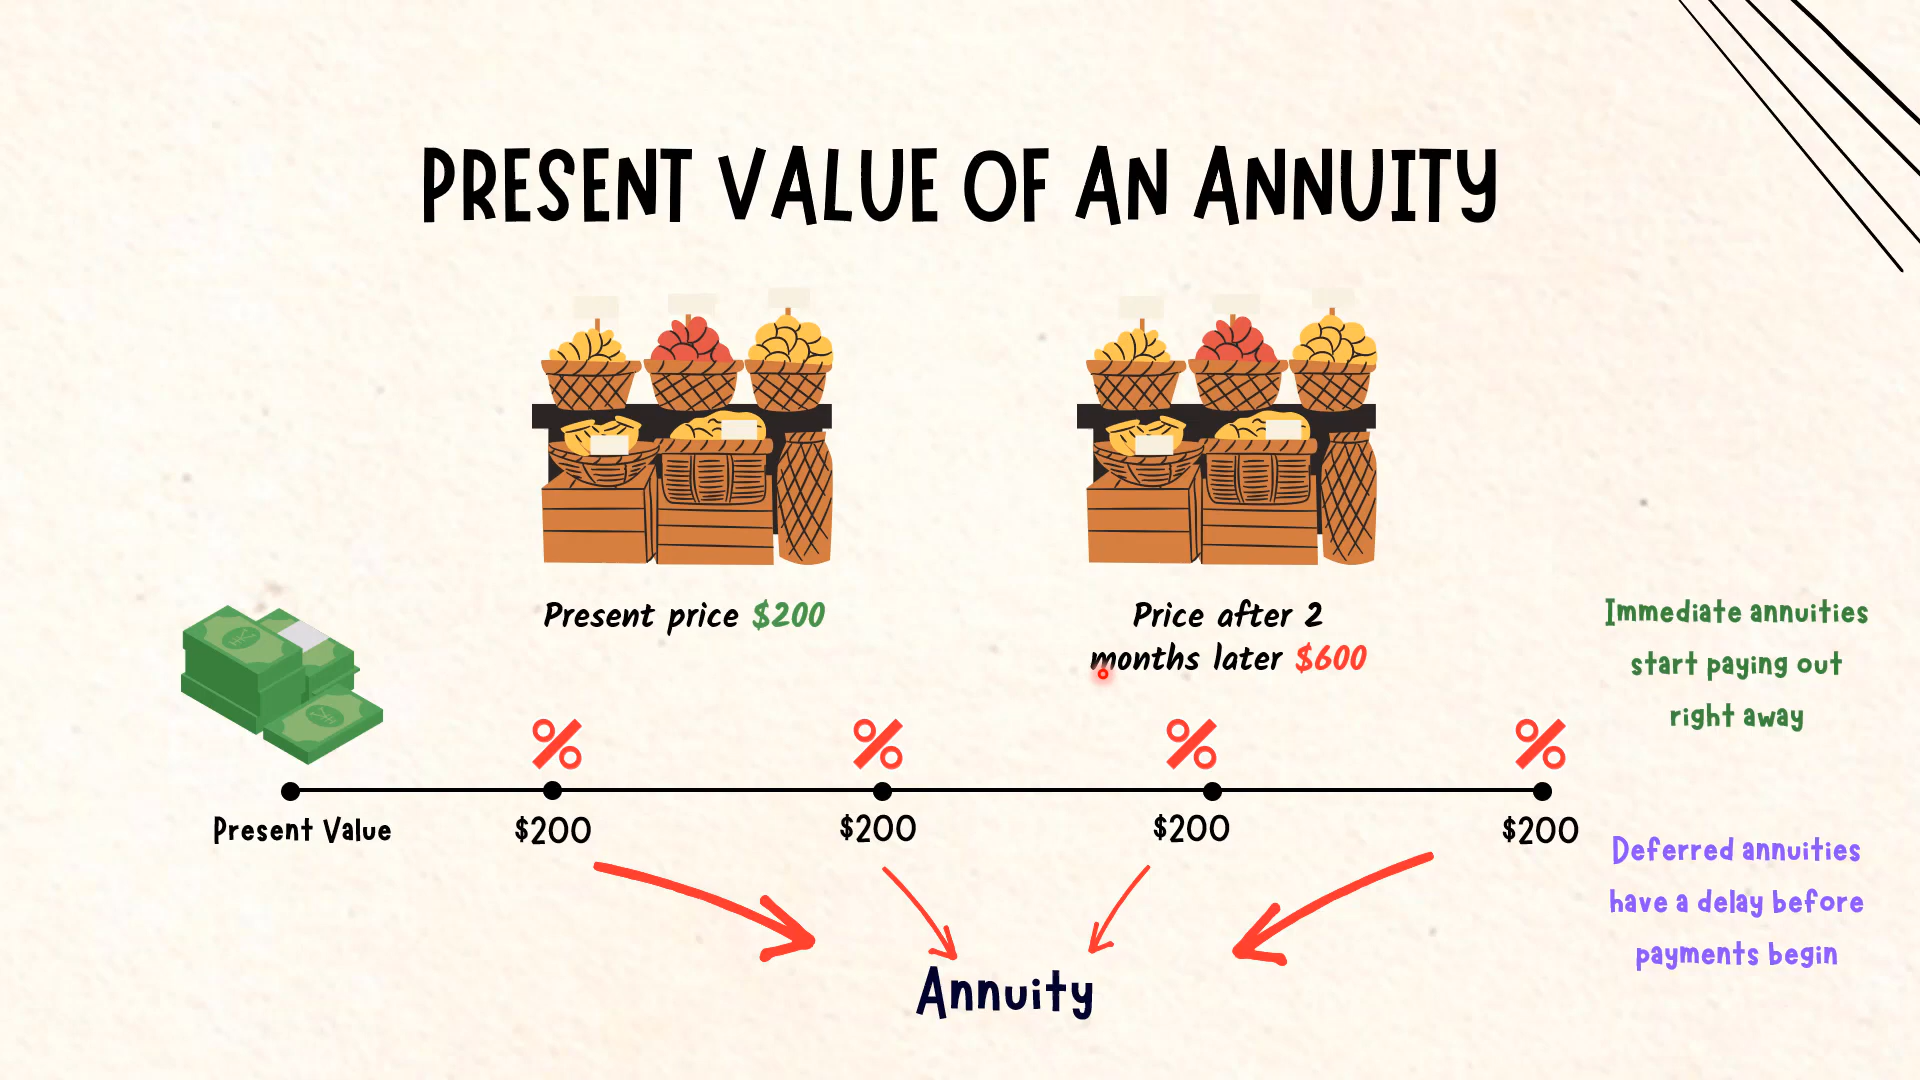 PRESENT VALUE OF AN ANNUITY
Present price $200
Price after 2
months later $600
Immediate annuities
start paying out
right away
% % % %
Present Value $200 $200 $200 $200
Deferred annuities
have a delay before
payments begin
Annuity